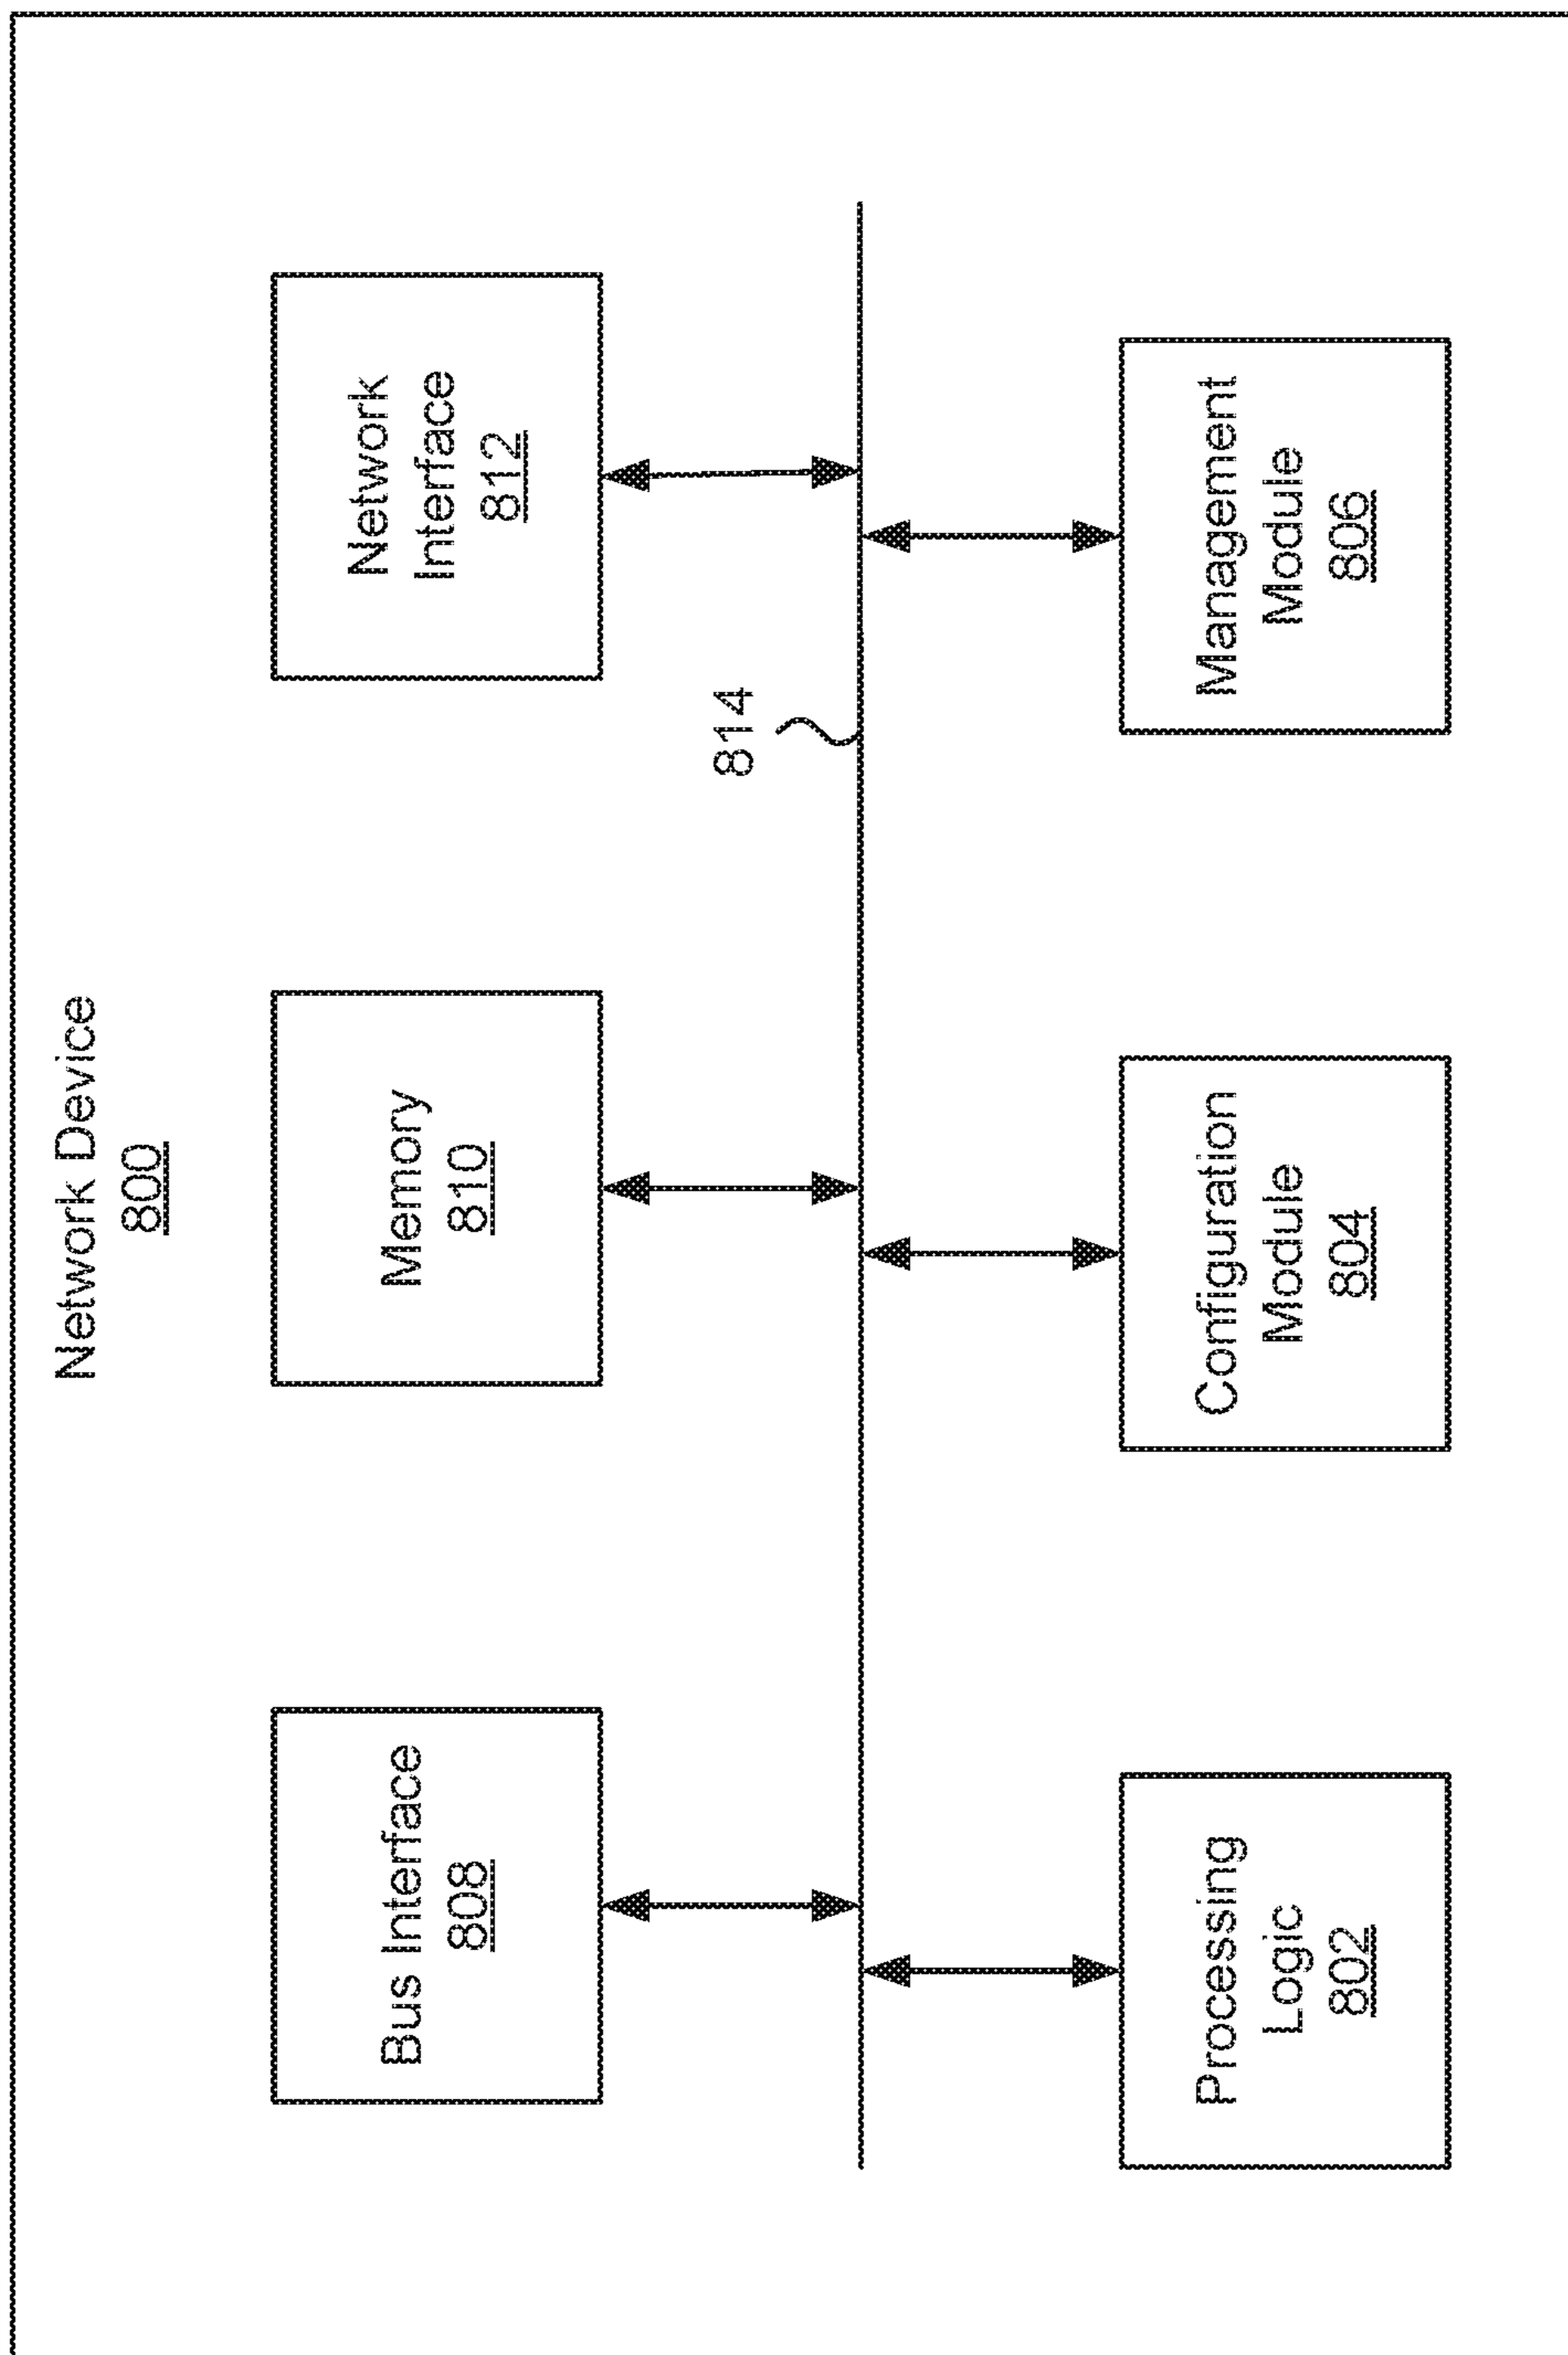 Network Device
800
Bus Interface
808
Memory
810
Network
Interface
812
814
Processing
Logic
802
Configuration
Module
804
Management
Module
806